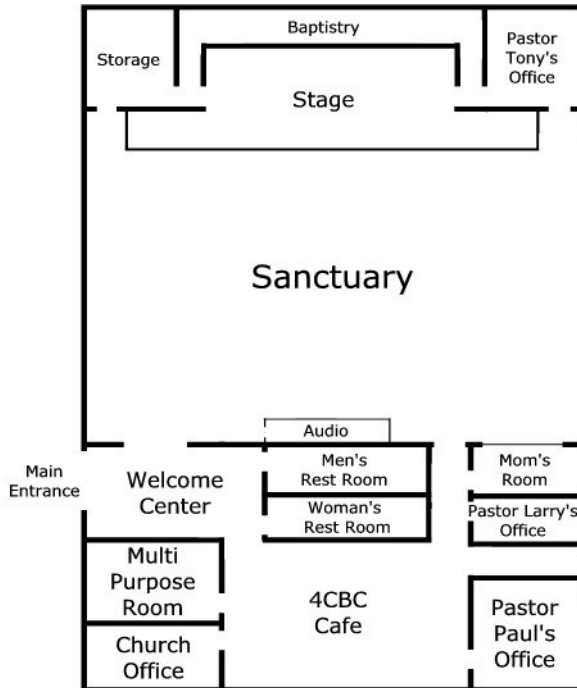 Baptistry
Storage
Pastor
Tony's
Office
Stage
Sanctuary
Audio
Main
Entrance
Welcome
Center
Men's
Rest Room
Woman's
Rest Room
Mom's
Room
Pastor Larry's
Office
Multi
Purpose
Room
Church
Office
4CBC
Cafe
Pastor
Paul's
Office